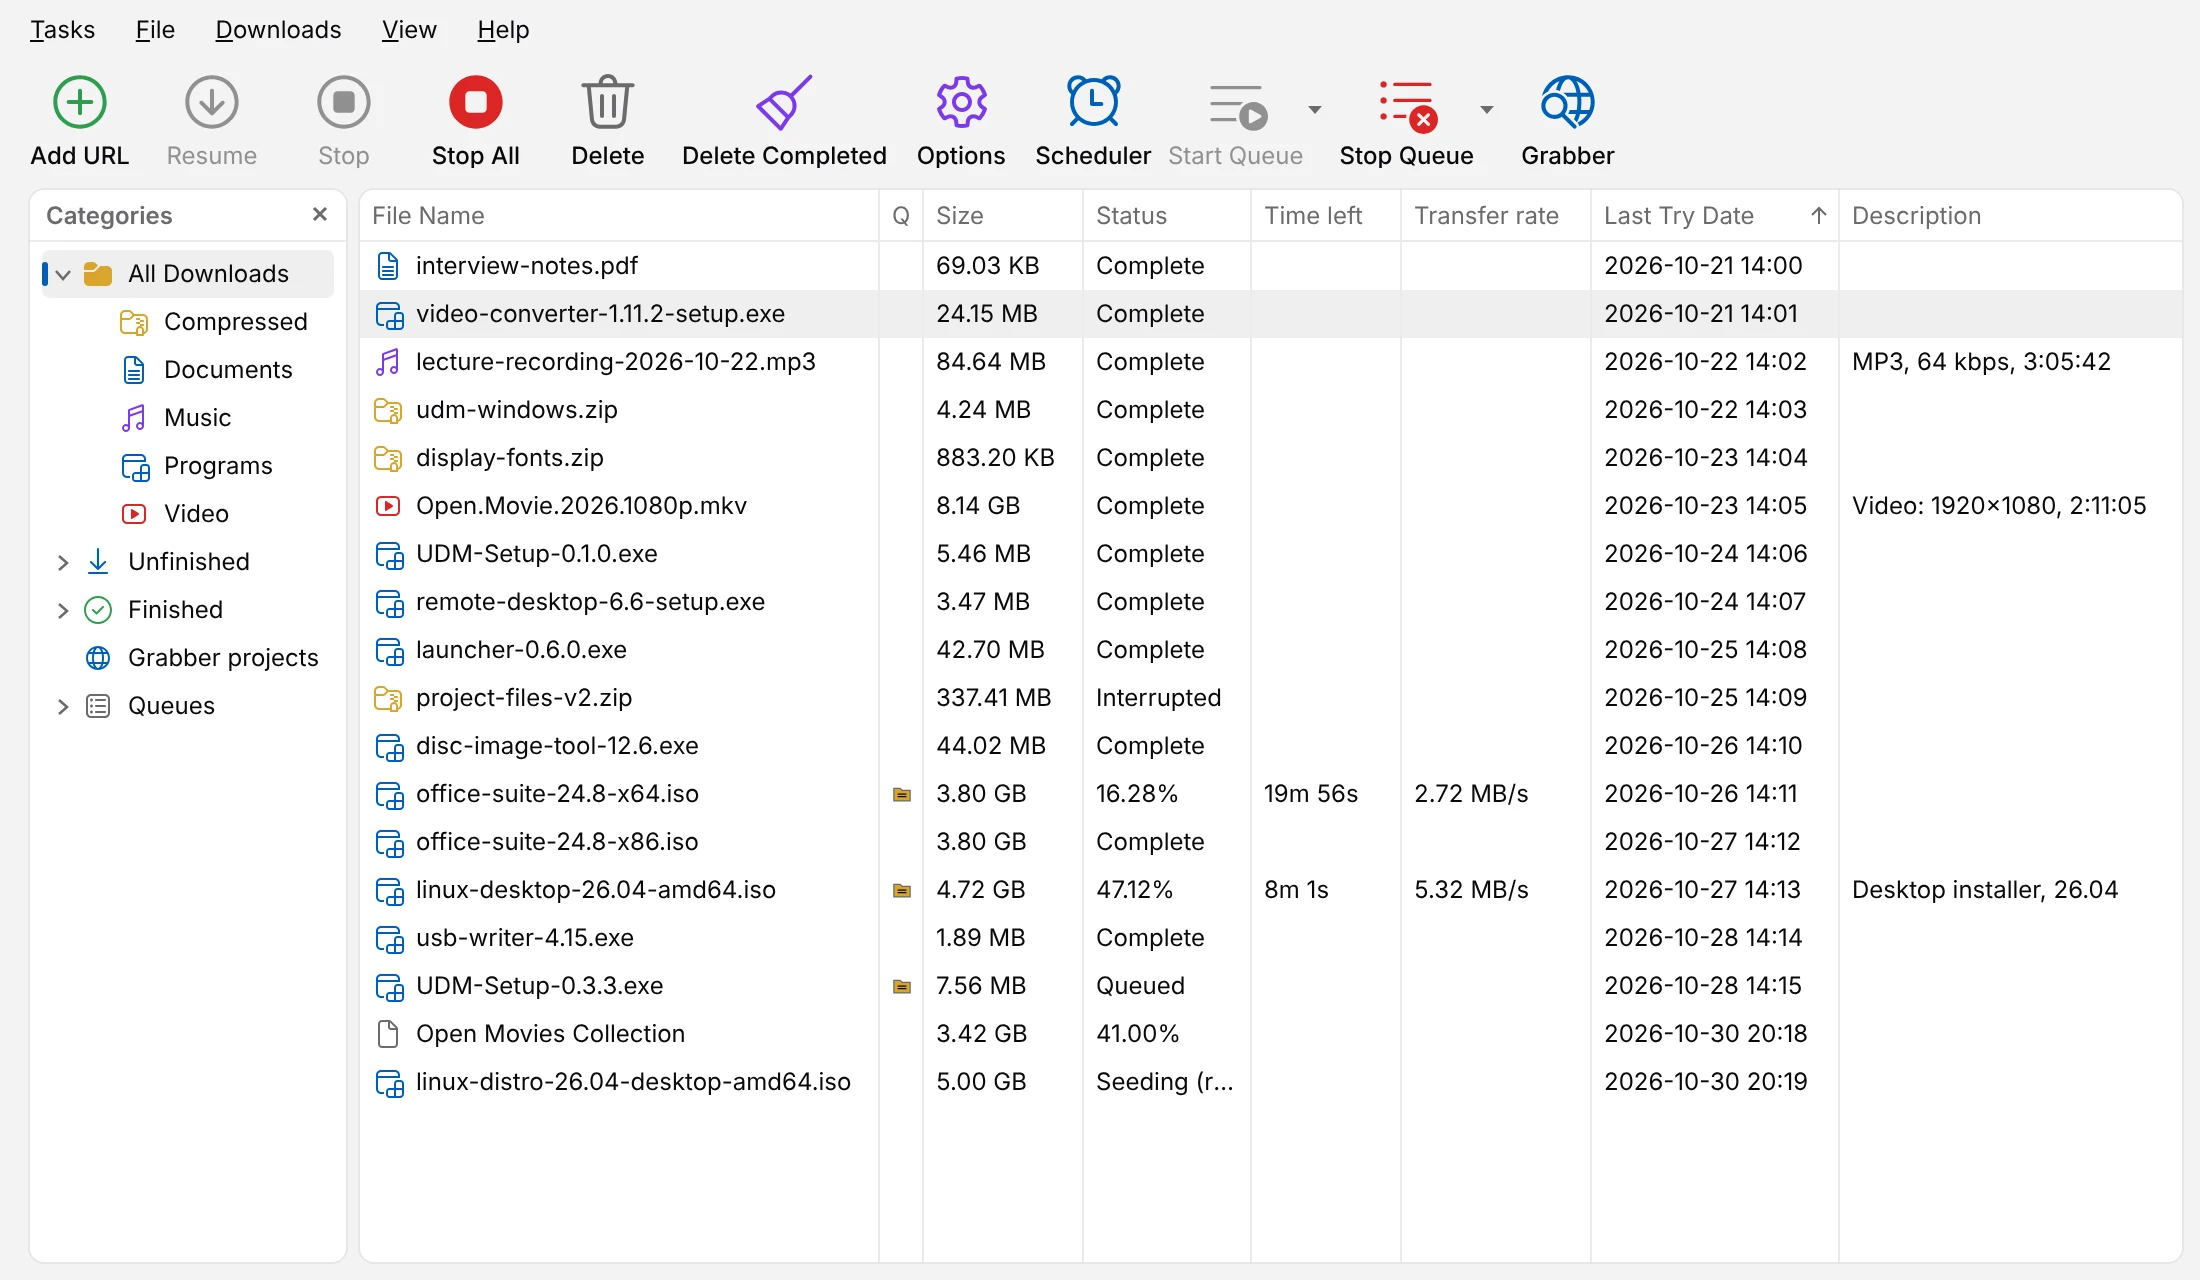 Tasks File Downloads View Help
Add URL Resume Stop Stop All Delete Delete Completed Options Scheduler Start Queue Stop Queue Grabber
Categories
All Downloads
Compressed
Documents
Music
Programs
Video
Unfinished
Finished
Grabber projects
Queues
File Name Q Size Status Time left Transfer rate Last Try Date Description
interview-notes.pdf 69.03 KB Complete 2026-10-21 14:00
video-converter-1.11.2-setup.exe 24.15 MB Complete 2026-10-21 14:01
lecture-recording-2026-10-22.mp3 84.64 MB Complete 2026-10-22 14:02 MP3, 64 kbps, 3:05:42
udm-windows.zip 4.24 MB Complete 2026-10-22 14:03
display-fonts.zip 883.20 KB Complete 2026-10-23 14:04
Open.Movie.2026.1080p.mkv 8.14 GB Complete 2026-10-23 14:05 Video: 1920×1080, 2:11:05
UDM-Setup-0.1.0.exe 5.46 MB Complete 2026-10-24 14:06
remote-desktop-6.6-setup.exe 3.47 MB Complete 2026-10-24 14:07
launcher-0.6.0.exe 42.70 MB Complete 2026-10-25 14:08
project-files-v2.zip 337.41 MB Interrupted 2026-10-25 14:09
disc-image-tool-12.6.exe 44.02 MB Complete 2026-10-26 14:10
office-suite-24.8-x64.iso 3.80 GB 16.28% 19m 56s 2.72 MB/s 2026-10-26 14:11
office-suite-24.8-x86.iso 3.80 GB Complete 2026-10-27 14:12
linux-desktop-26.04-amd64.iso 4.72 GB 47.12% 8m 1s 5.32 MB/s 2026-10-27 14:13 Desktop installer, 26.04
usb-writer-4.15.exe 1.89 MB Complete 2026-10-28 14:14
UDM-Setup-0.3.3.exe 7.56 MB Queued 2026-10-28 14:15
Open Movies Collection 3.42 GB 41.00% 2026-10-30 20:18
linux-distro-26.04-desktop-amd64.iso 5.00 GB Seeding (r... 2026-10-30 20:19